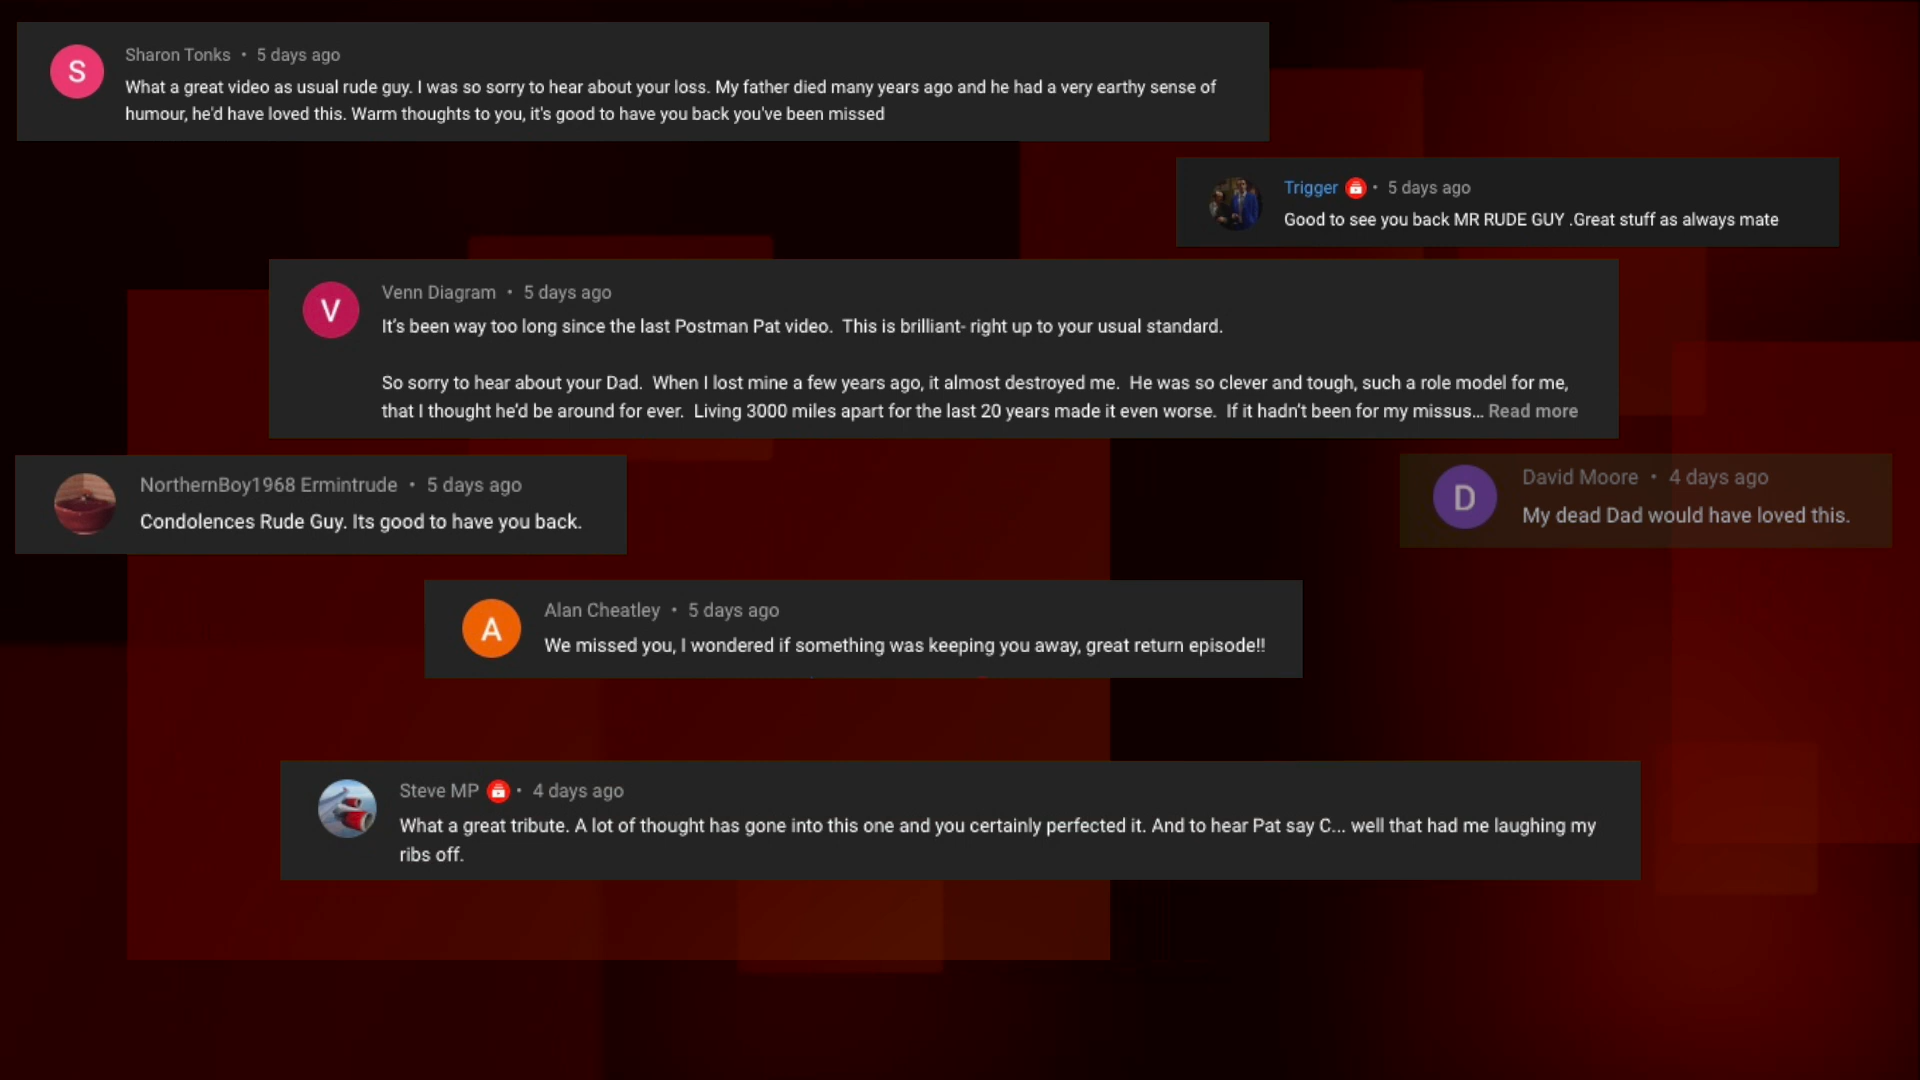 S
Sharon Tonks • 5 days ago
What a great video as usual rude guy. I was so sorry to hear about your loss. My father died many years ago and he had a very earthy sense of
humour, he'd have loved this. Warm thoughts to you, it's good to have you back you've been missed
Trigger • 5 days ago
Good to see you back MR RUDE GUY .Great stuff as always mate
V
Venn Diagram • 5 days ago
It's been way too long since the last Postman Pat video.  This is brilliant- right up to your usual standard.
So sorry to hear about your Dad.  When I lost mine a few years ago, it almost destroyed me.  He was so clever and tough, such a role model for me,
that I thought he'd be around for ever.  Living 3000 miles apart for the last 20 years made it even worse.  If it hadn't been for my missus... Read more
NorthernBoy1968 Ermintrude • 5 days ago
Condolences Rude Guy. Its good to have you back.
D
David Moore • 4 days ago
My dead Dad would have loved this.
A
Alan Cheatley • 5 days ago
We missed you, I wondered if something was keeping you away, great return episode!!
Steve MP • 4 days ago
What a great tribute. A lot of thought has gone into this one and you certainly perfected it. And to hear Pat say C... well that had me laughing my
ribs off.